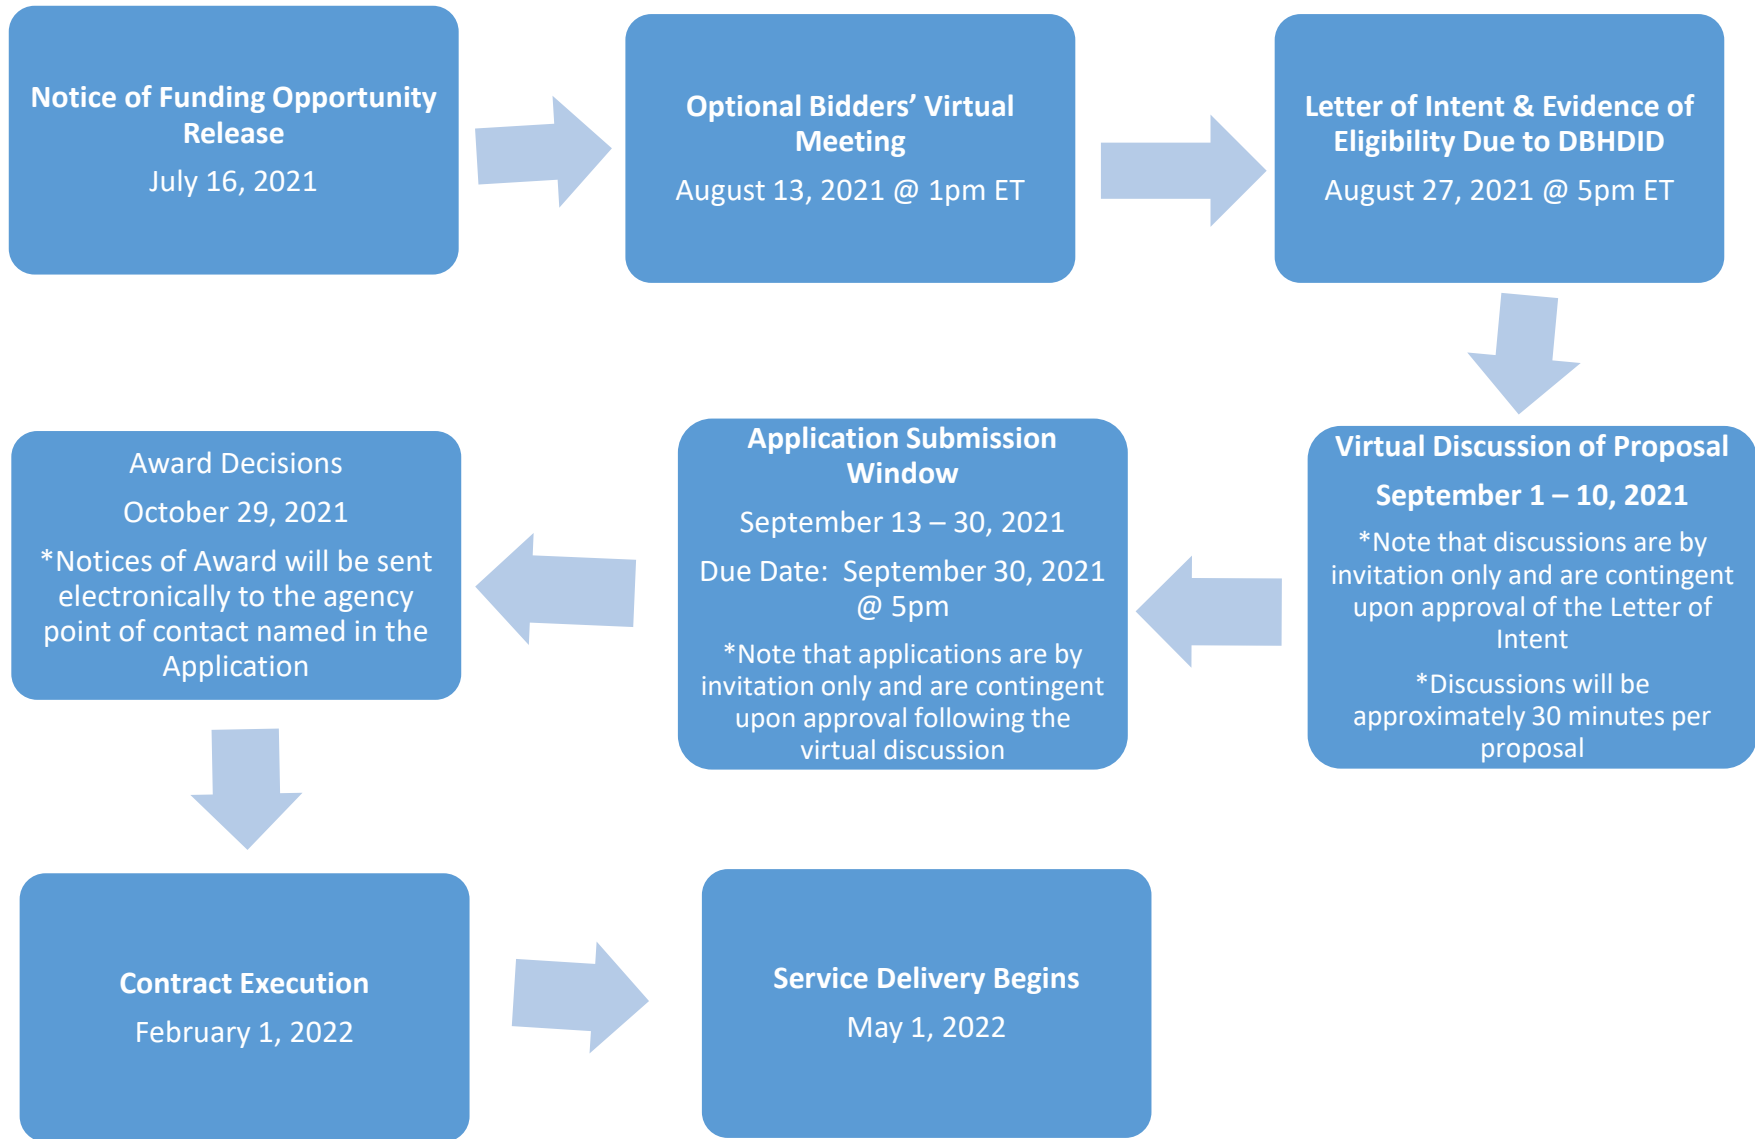 Notice of Funding Opportunity
Release
July 16, 2021
Optional Bidders’ Virtual
Meeting
August 13, 2021 @ 1pm ET
Letter of Intent & Evidence of
Eligibility Due to DBHDID
August 27, 2021 @ 5pm ET
Virtual Discussion of Proposal
September 1 – 10, 2021
*Note that discussions are by
invitation only and are contingent
upon approval of the Letter of
Intent
*Discussions will be
approximately 30 minutes per
proposal
Application Submission
Window
September 13 – 30, 2021
Due Date:  September 30, 2021
@ 5pm
*Note that applications are by
invitation only and are contingent
upon approval following the
virtual discussion
Award Decisions
October 29, 2021
*Notices of Award will be sent
electronically to the agency
point of contact named in the
Application
Contract Execution
February 1, 2022
Service Delivery Begins
May 1, 2022